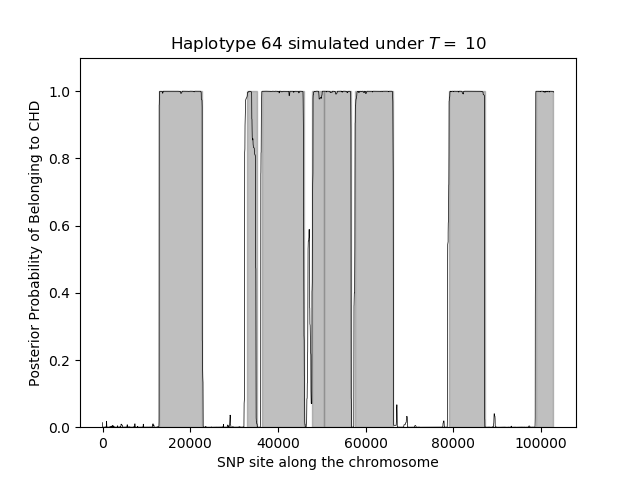 Haplotype 64 simulated under T = 10
Posterior Probability of Belonging to CHD
1.0
0.8
0.6
0.4
0.2
0.0
0 20000 40000 60000 80000 100000
SNP site along the chromosome